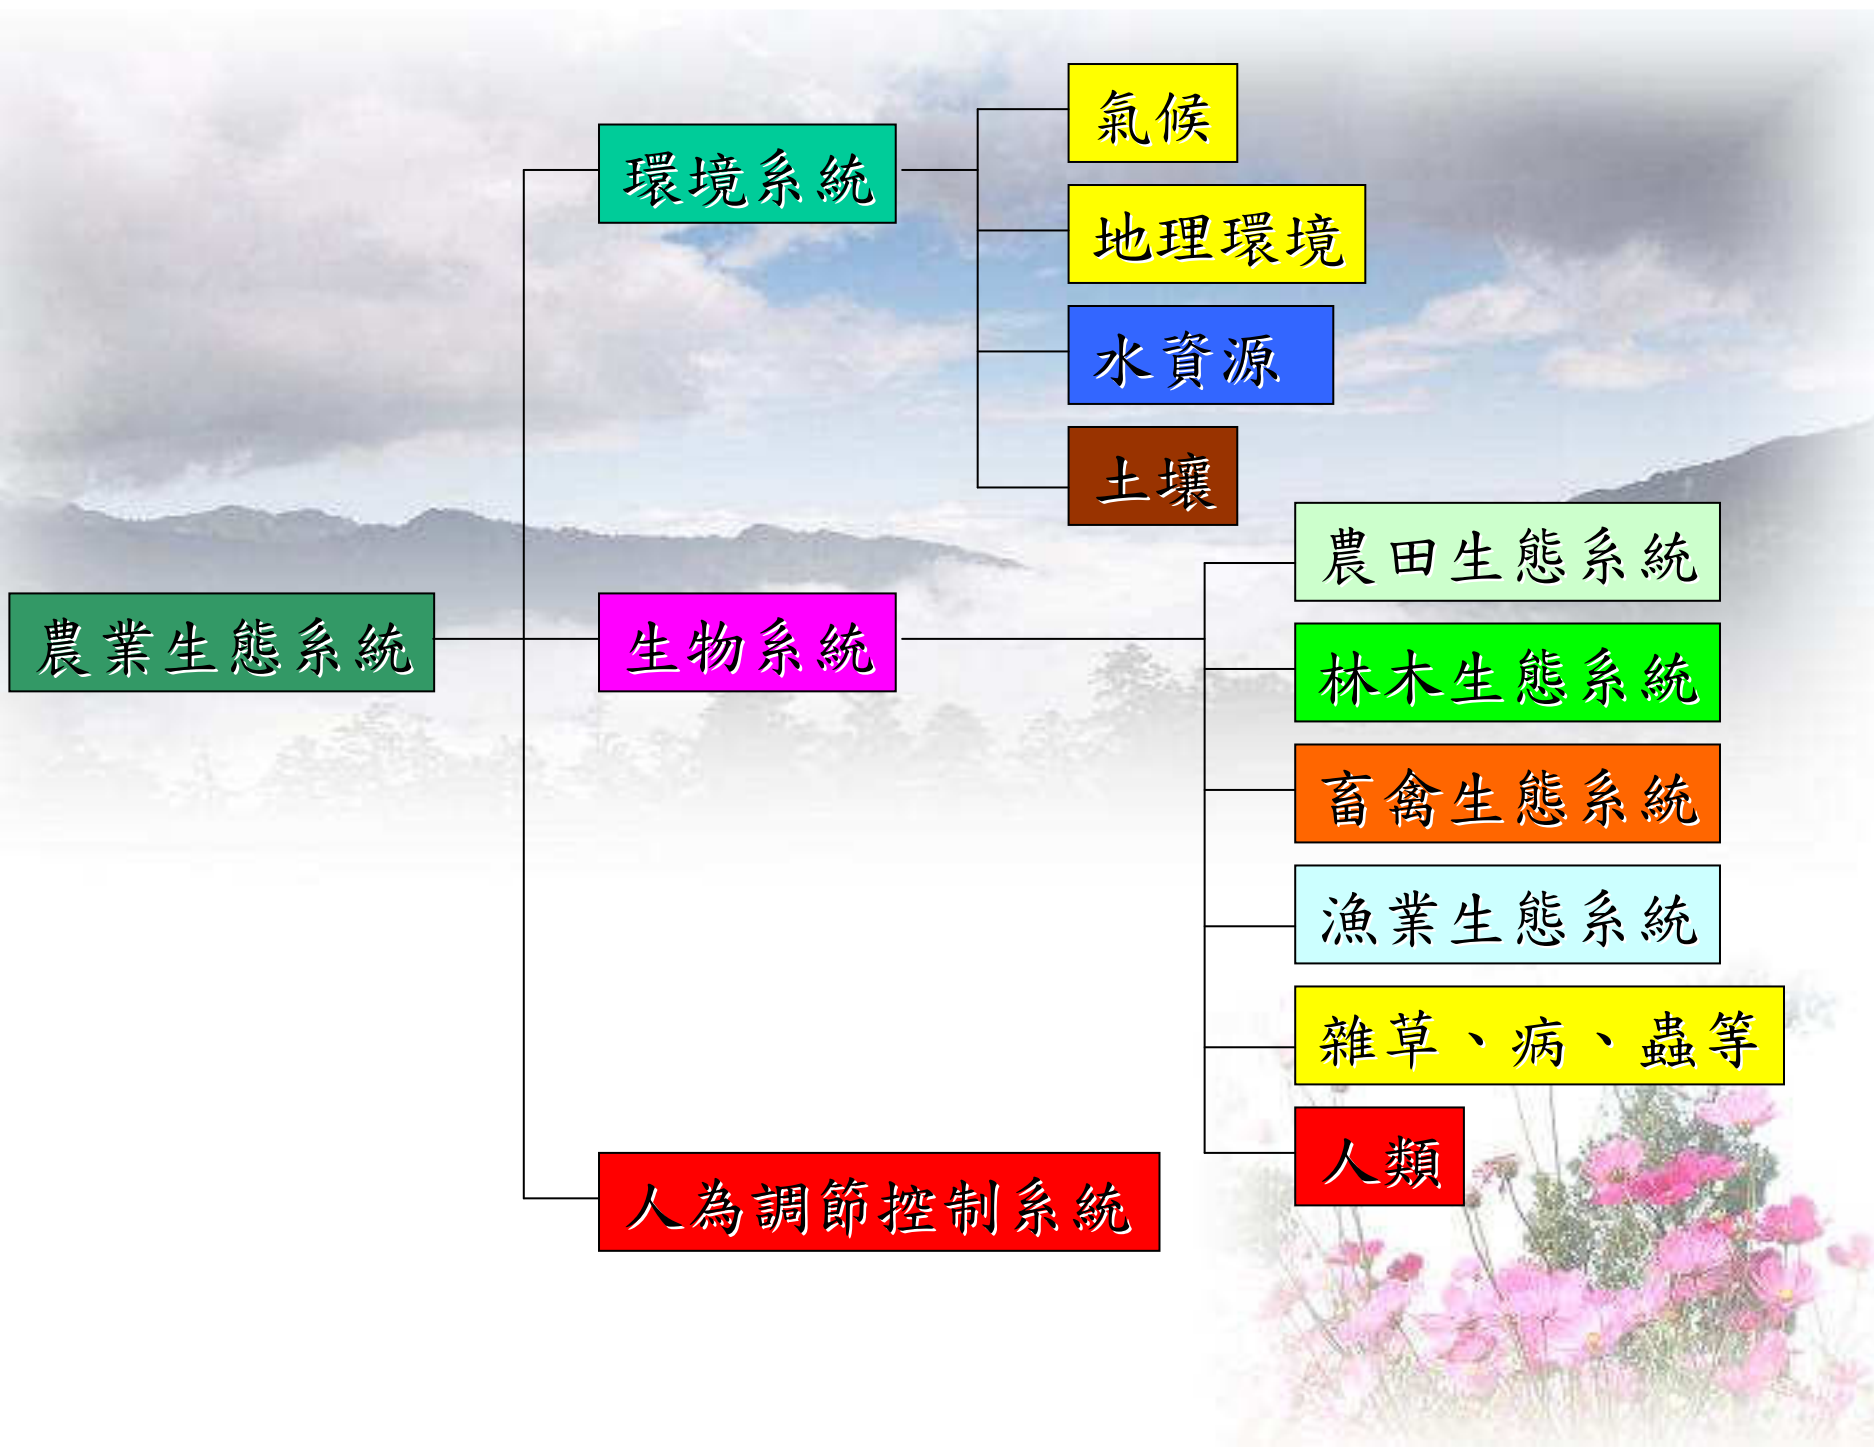 農業生態系統
環境系統
氣候
地理環境
水資源
土壤
生物系統
農田生態系統
林木生態系統
畜禽生態系統
漁業生態系統
雜草、病、蟲等
人類
人為調節控制系統